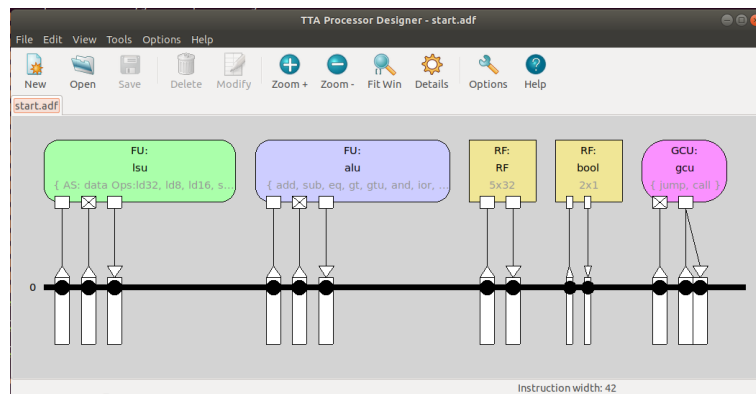 TTA Processor Designer - start.adf
File Edit View Tools Options Help
New Open Save Delete Modify Zoom + Zoom - Fit Win Details Options Help
start.adf
FU: FU: RF: RF: GCU:
lsu alu RF bool gcu
{ AS: data Ops:ld32, ld8, ld16, s... { add, sub, eq, gt, gtu, and, ior, ... 5x32 2x1 { jump, call }
0
Instruction width: 42